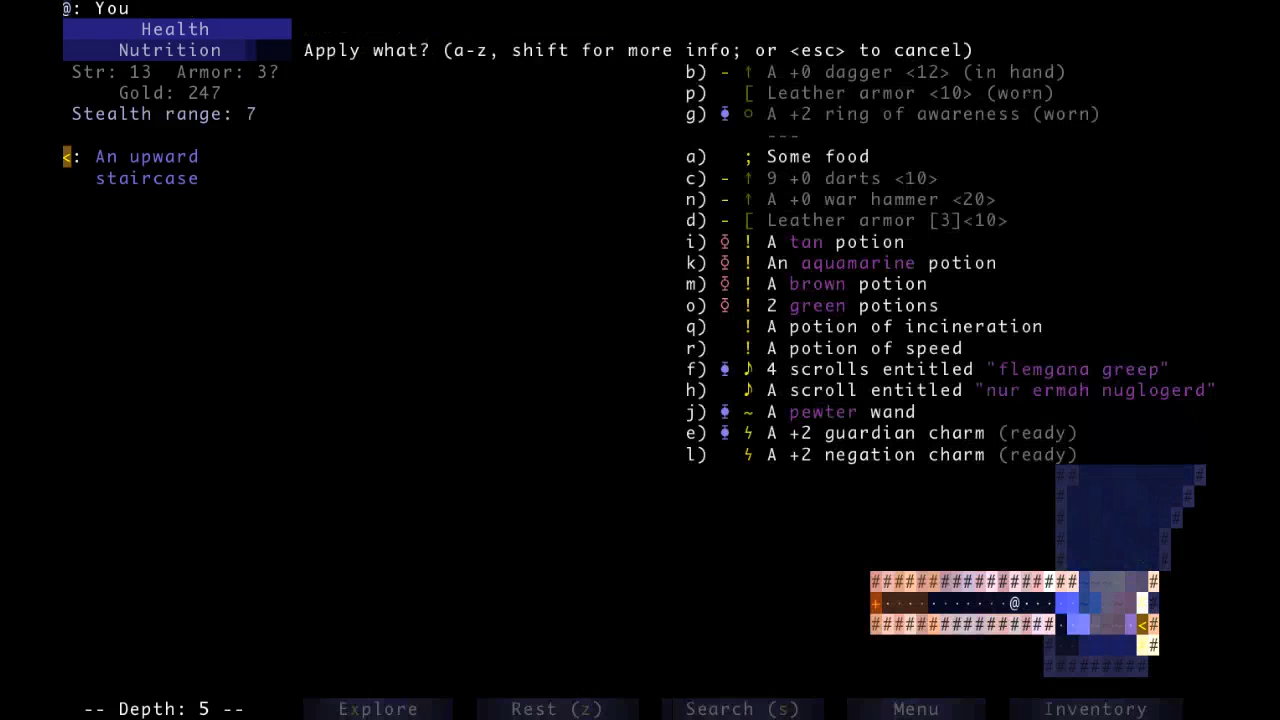 @: You
Health
Nutrition
Apply what? (a-z, shift for more info; or <esc> to cancel)
Str: 13 Armor: 3?
Gold: 247
Stealth range: 7
<: An upward
staircase
b) - ↑ A +0 dagger <12> (in hand)
p) [ Leather armor <10> (worn)
g) ○ A +2 ring of awareness (worn)
---
a) ; Some food
c) - ↑ 9 +0 darts <10>
n) - ↑ A +0 war hammer <20>
d) - [ Leather armor [3]<10>
i) ! A tan potion
k) ! An aquamarine potion
m) ! A brown potion
o) ! 2 green potions
q) ! A potion of incineration
r) ! A potion of speed
f) ♪ 4 scrolls entitled "flemgana greep"
h) ♪ A scroll entitled "nur ermah nuglogerd"
j) ~ A pewter wand
e) ϟ A +2 guardian charm (ready)
l) ϟ A +2 negation charm (ready)
-- Depth: 5 --
Explore
Rest (z)
Search (s)
Menu
Inventory